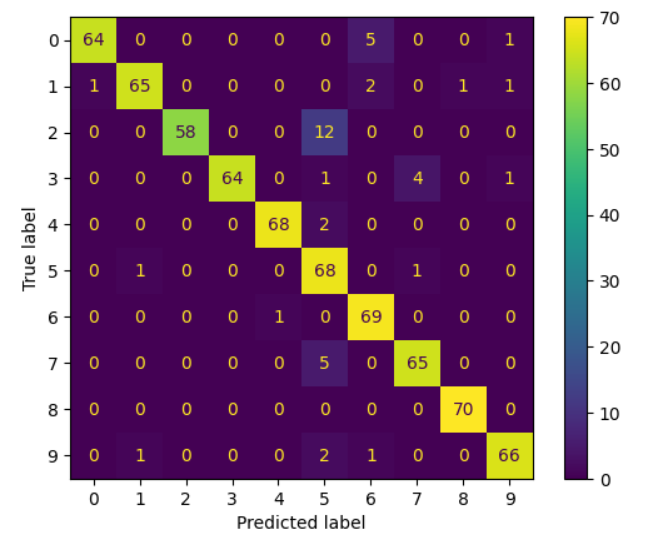 0 64 0 0 0 0 0 5 0 0 1
1 1 65 0 0 0 0 2 0 1 1
2 0 0 58 0 0 12 0 0 0 0
3 0 0 0 64 0 1 0 4 0 1
4 0 0 0 0 68 2 0 0 0 0
5 0 1 0 0 0 68 0 1 0 0
6 0 0 0 0 1 0 69 0 0 0
7 0 0 0 0 0 5 0 65 0 0
8 0 0 0 0 0 0 0 0 70 0
9 0 1 0 0 0 2 1 0 0 66
0 1 2 3 4 5 6 7 8 9
Predicted label
True label
70
60
50
40
30
20
10
0